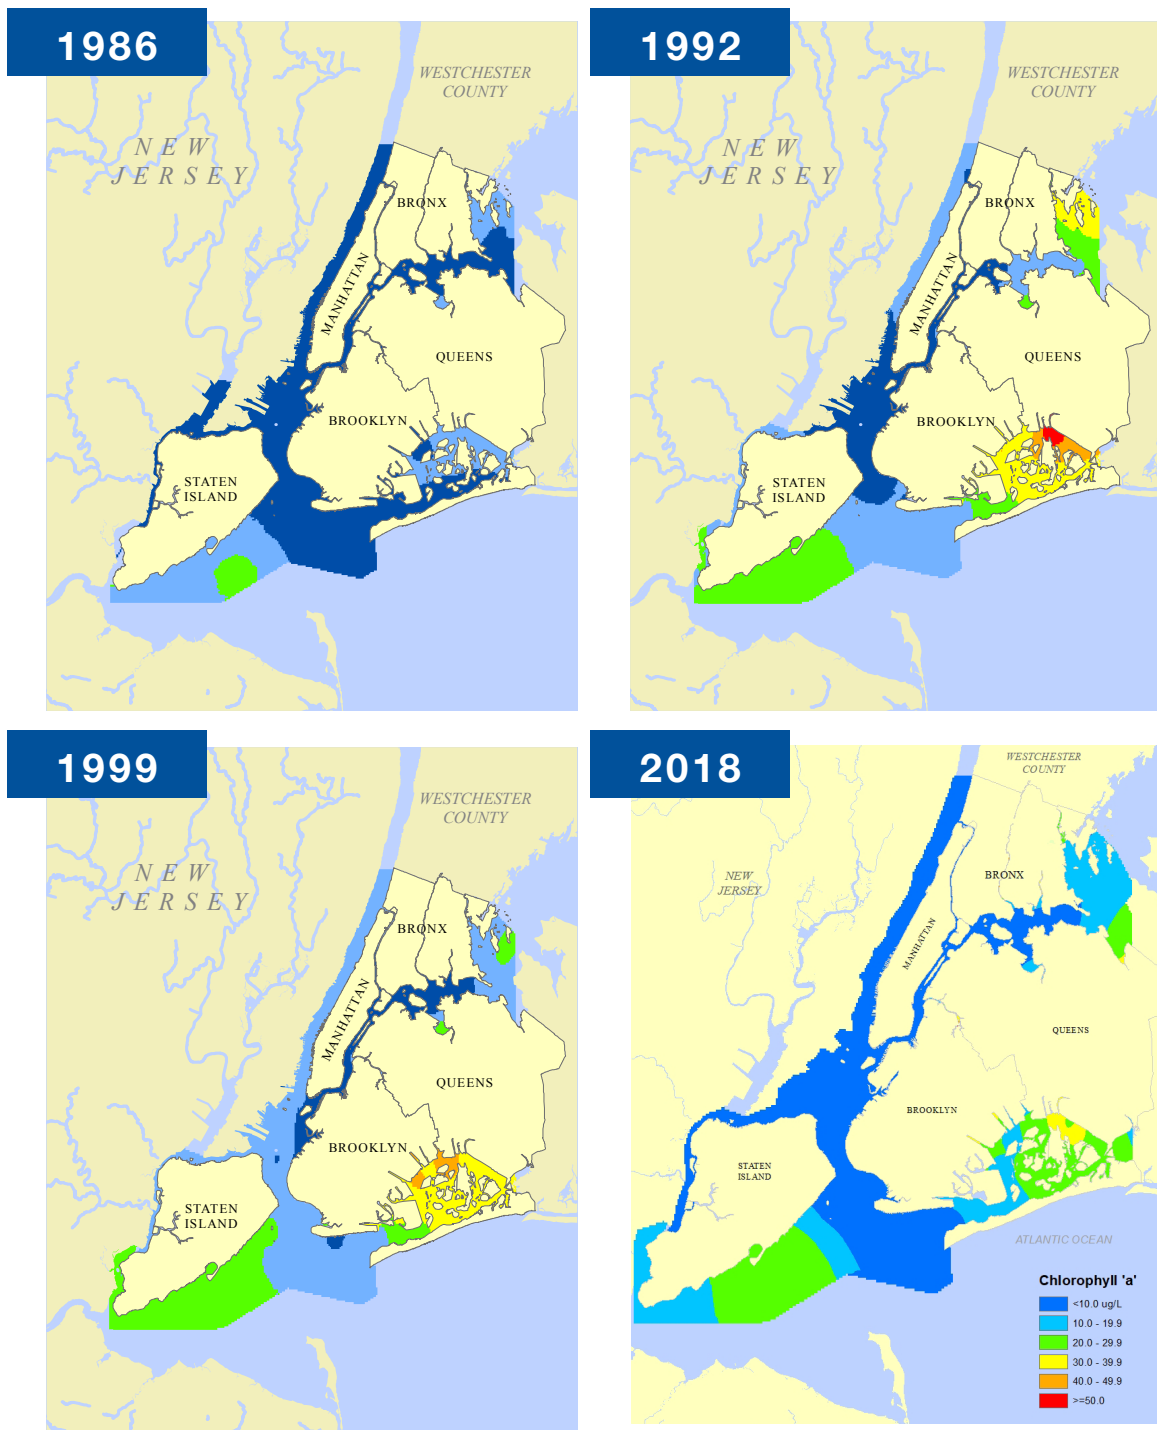 1986
WESTCHESTER
COUNTY
NEW
JERSEY
BRONX
MANHATTAN
QUEENS
BROOKLYN
STATEN
ISLAND
1992
WESTCHESTER
COUNTY
NEW
JERSEY
BRONX
MANHATTAN
QUEENS
BROOKLYN
STATEN
ISLAND
1999
WESTCHESTER
COUNTY
NEW
JERSEY
BRONX
MANHATTAN
QUEENS
BROOKLYN
STATEN
ISLAND
2018
WESTCHESTER
COUNTY
NEW
JERSEY
BRONX
MANHATTAN
QUEENS
BROOKLYN
STATEN
ISLAND
ATLANTIC OCEAN
Chlorophyll 'a'
<10.0 ug/L
10.0 - 19.9
20.0 - 29.9
30.0 - 39.9
40.0 - 49.9
>=50.0